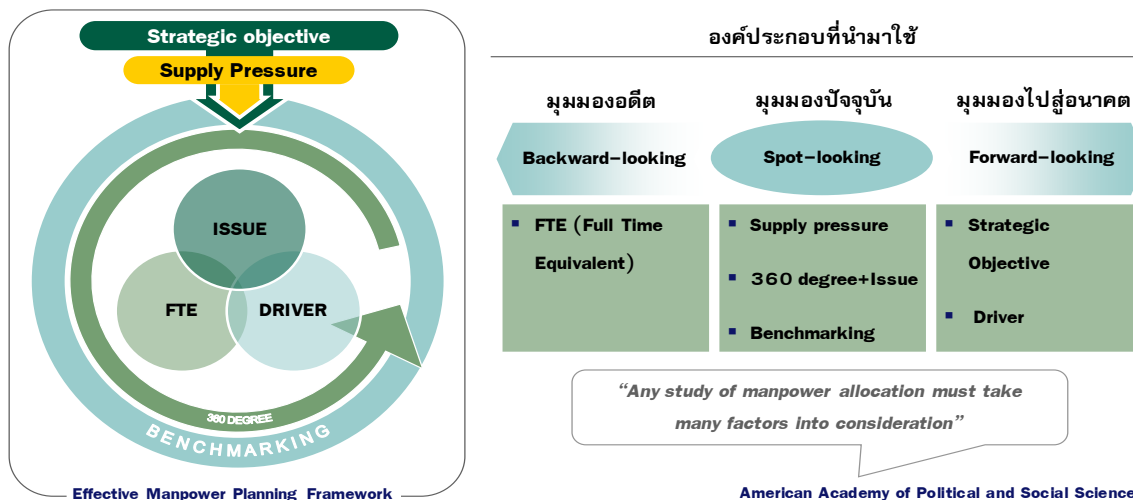 Strategic objective
Supply Pressure
ISSUE
FTE
DRIVER
360 DEGREE
BENCHMARKING
Effective Manpower Planning Framework
องค์ประกอบที่นำมาใช้
มุมมองอดีต
มุมมองปัจจุบัน
มุมมองไปสู่อนาคต
Backward-looking
Spot-looking
Forward-looking
▪ FTE (Full Time
Equivalent)
▪ Supply pressure
▪ 360 degree+Issue
▪ Benchmarking
▪ Strategic
Objective
▪ Driver
“Any study of manpower allocation must take
many factors into consideration”
American Academy of Political and Social Science